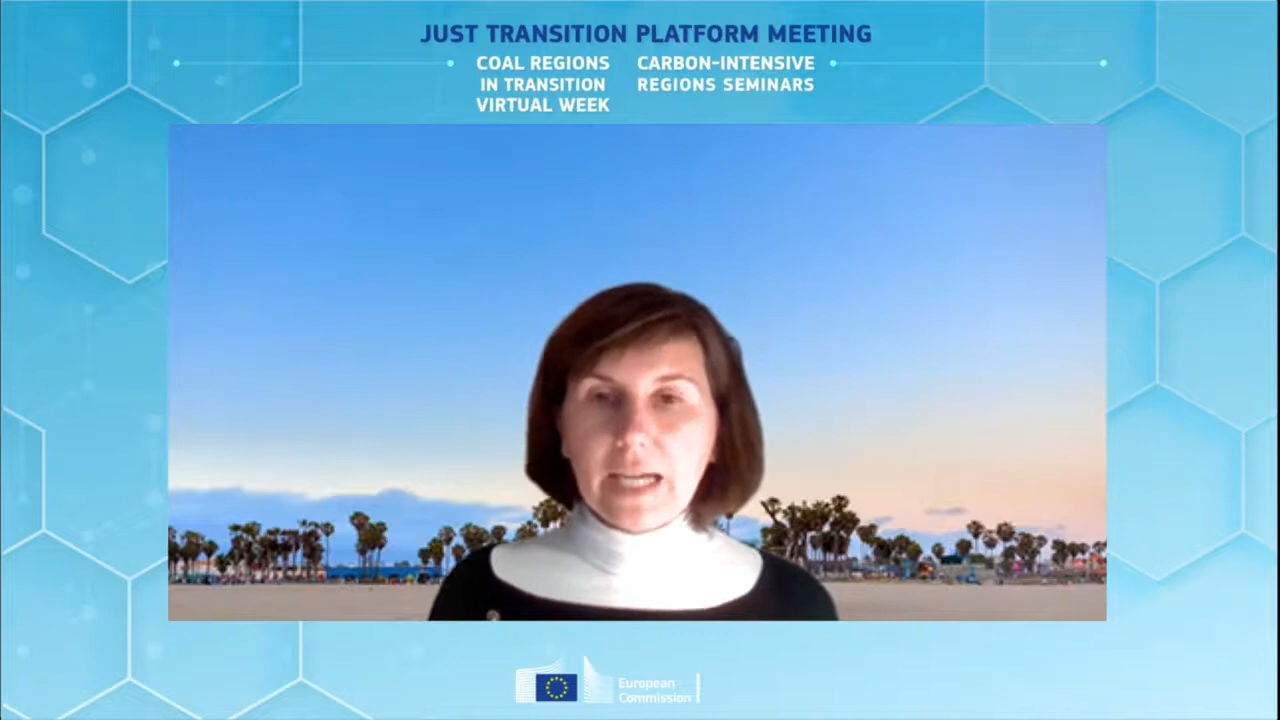 JUST TRANSITION PLATFORM MEETING
COAL REGIONS
IN TRANSITION
VIRTUAL WEEK
CARBON-INTENSIVE
REGIONS SEMINARS
European
Commission